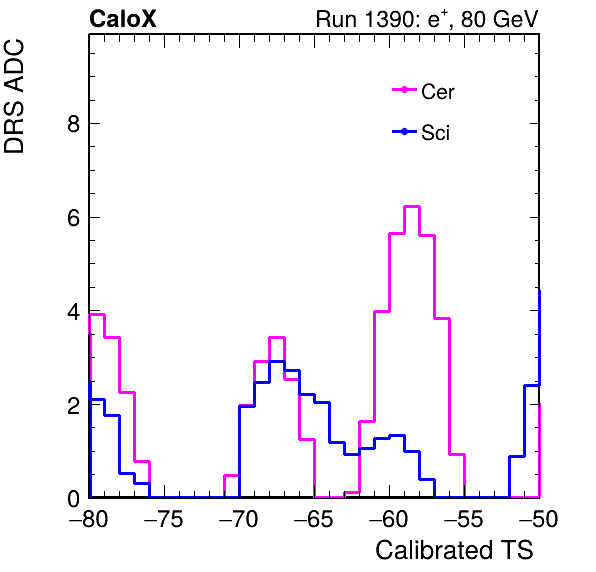 CaloX Run 1390: e⁺, 80 GeV
DRS ADC
Cer
Sci
8
6
4
2
0
−80 −75 −70 −65 −60 −55 −50
Calibrated TS